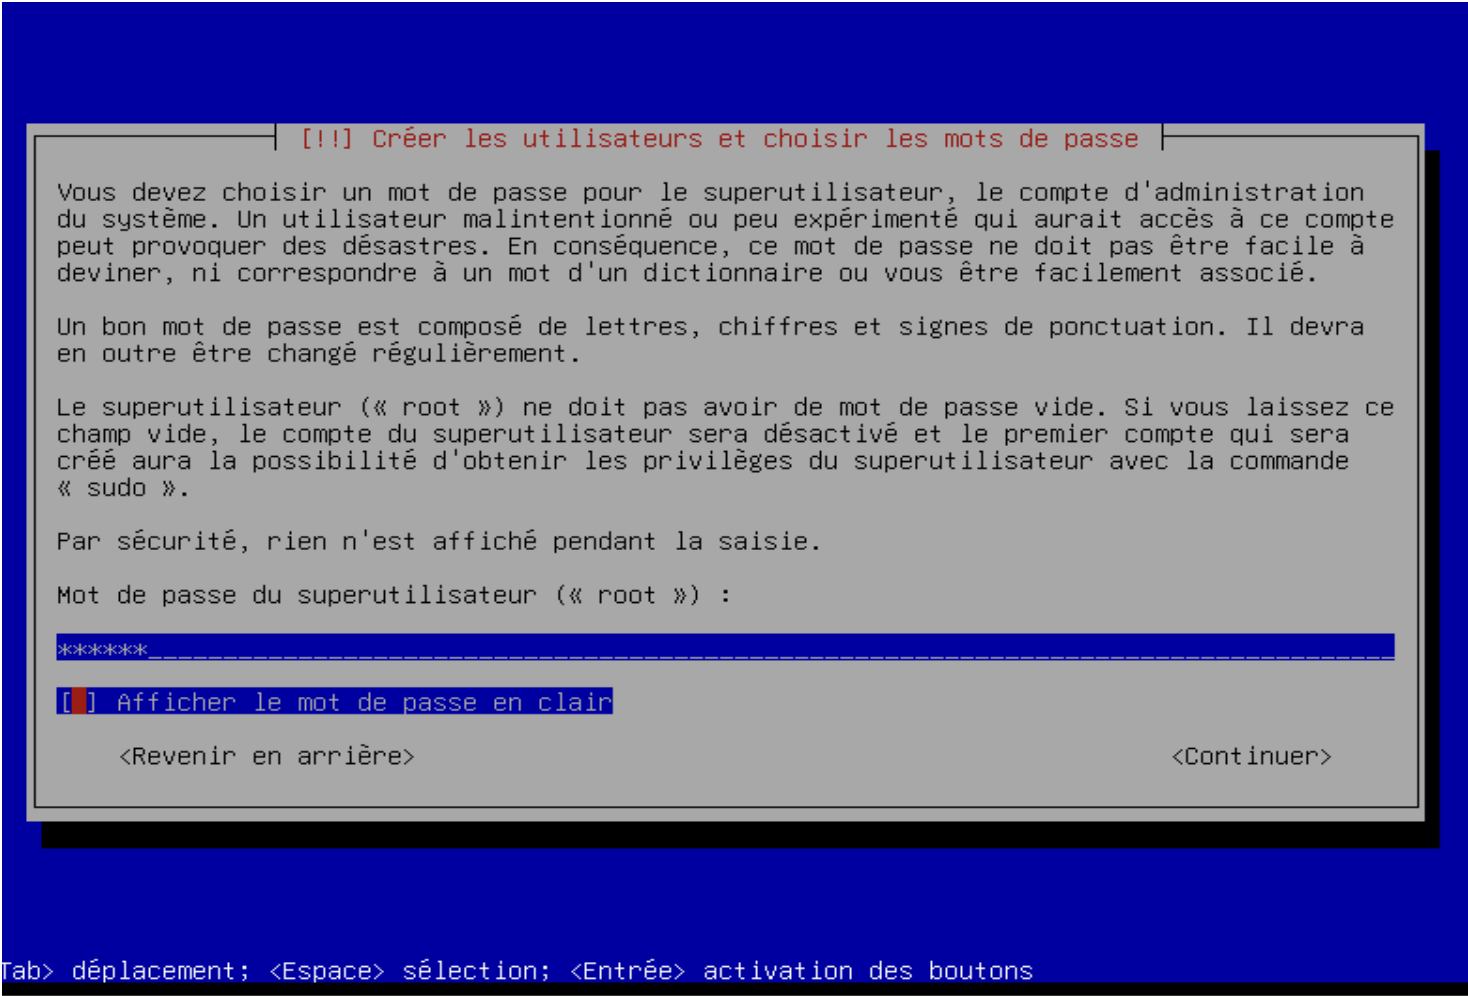 [!!] Créer les utilisateurs et choisir les mots de passe
Vous devez choisir un mot de passe pour le superutilisateur, le compte d'administration
du système. Un utilisateur malintentionné ou peu expérimenté qui aurait accès à ce compte
peut provoquer des désastres. En conséquence, ce mot de passe ne doit pas être facile à
deviner, ni correspondre à un mot d'un dictionnaire ou vous être facilement associé.
Un bon mot de passe est composé de lettres, chiffres et signes de ponctuation. Il devra
en outre être changé régulièrement.
Le superutilisateur (« root ») ne doit pas avoir de mot de passe vide. Si vous laissez ce
champ vide, le compte du superutilisateur sera désactivé et le premier compte qui sera
créé aura la possibilité d'obtenir les privilèges du superutilisateur avec la commande
« sudo ».
Par sécurité, rien n'est affiché pendant la saisie.
Mot de passe du superutilisateur (« root ») :
******
[ ] Afficher le mot de passe en clair
<Revenir en arrière> <Continuer>
Tab> déplacement; <Espace> sélection; <Entrée> activation des boutons